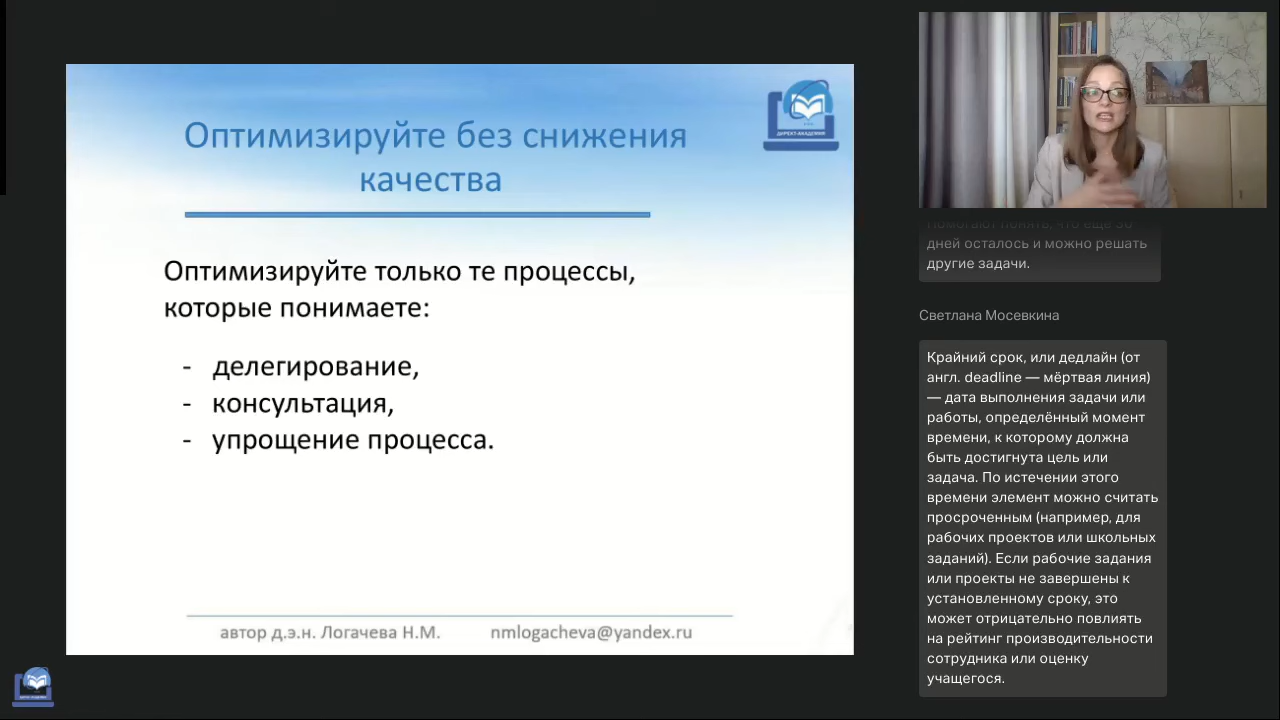 Оптимизируйте без снижения
качества
ДИРЕКТ-АКАДЕМИЯ
Оптимизируйте только те процессы,
которые понимаете:
- делегирование,
- консультация,
- упрощение процесса.
автор д.э.н. Логачева Н.М. nmlogacheva@yandex.ru
дней осталось и можно решать
другие задачи.
Светлана Мосевкина
Крайний срок, или дедлайн (от
англ. deadline — мёртвая линия)
— дата выполнения задачи или
работы, определённый момент
времени, к которому должна
быть достигнута цель или
задача. По истечении этого
времени элемент можно считать
просроченным (например, для
рабочих проектов или школьных
заданий). Если рабочие задания
или проекты не завершены к
установленному сроку, это
может отрицательно повлиять
на рейтинг производительности
сотрудника или оценку
учащегося.